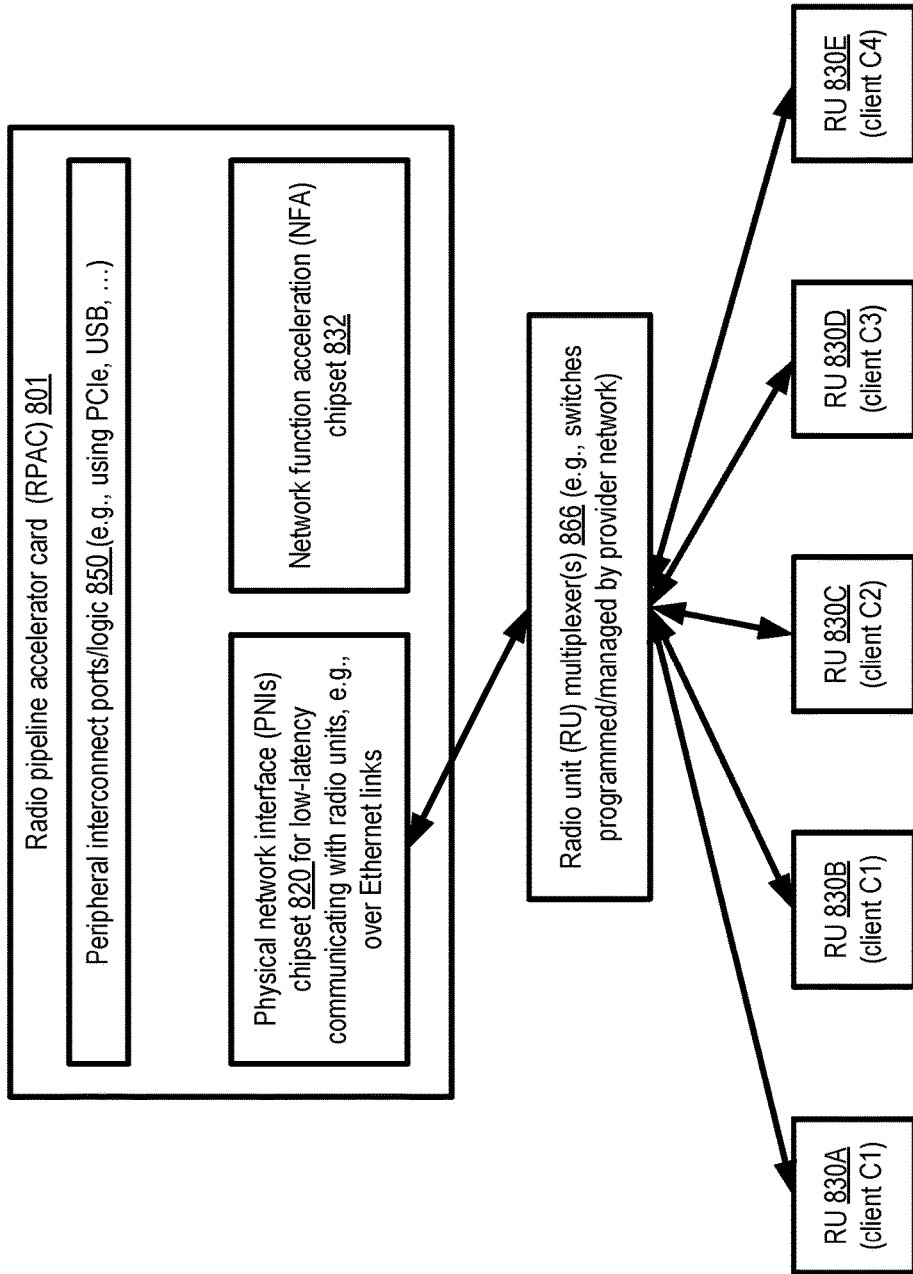 Radio pipeline accelerator card (RPAC) 801
Peripheral interconnect ports/logic 850 (e.g., using PCIe, USB, …)
Physical network interface (PNIs)
chipset 820 for low-latency
communicating with radio units, e.g.,
over Ethernet links
Network function acceleration (NFA)
chipset 832
Radio unit (RU) multiplexer(s) 866 (e.g., switches
programmed/managed by provider network)
RU 830A
(client C1)
RU 830B
(client C1)
RU 830C
(client C2)
RU 830D
(client C3)
RU 830E
(client C4)